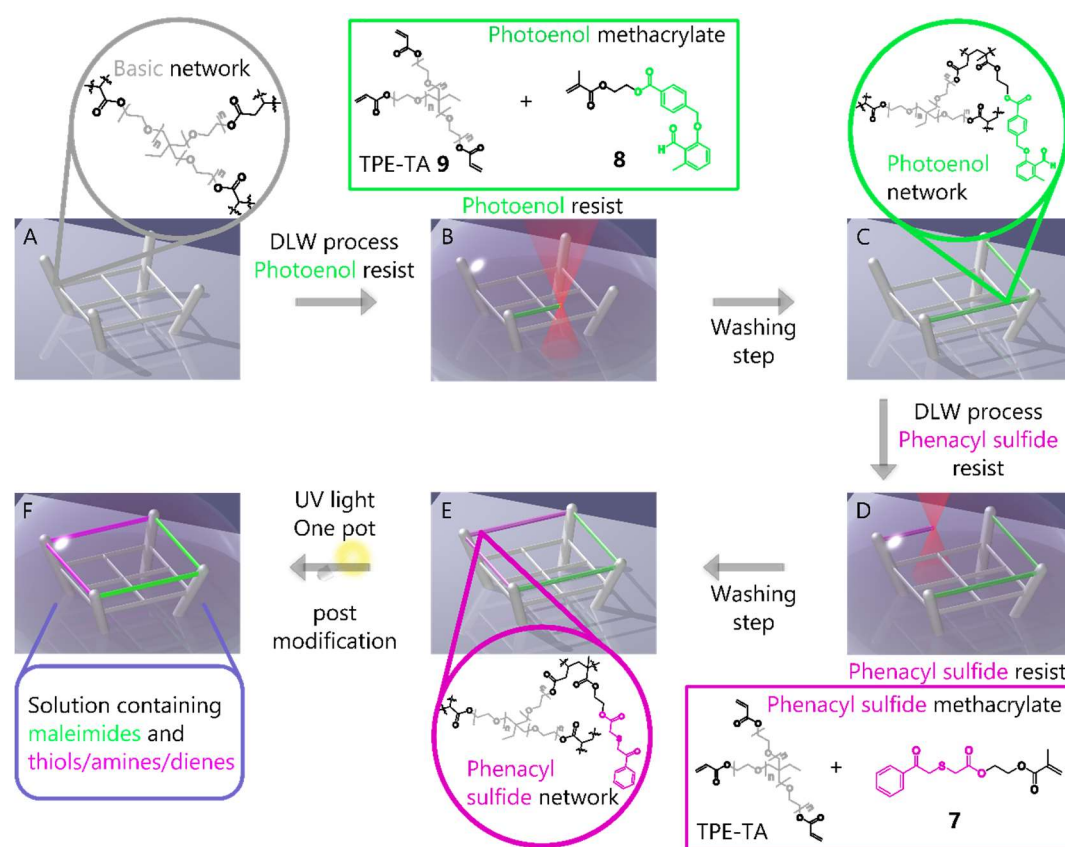 Basic network
Photoenol methacrylate
+
TPE-TA 9
8
Photoenol resist
Photoenol
network
A
DLW process
Photoenol resist
B
Washing
step
C
DLW process
Phenacyl sulfide
resist
F
UV light
One pot
post
modification
E
Washing
step
D
Phenacyl sulfide resist
Solution containing
maleimides and
thiols/amines/dienes
Phenacyl
sulfide network
Phenacyl sulfide methacrylate
+
TPE-TA
7